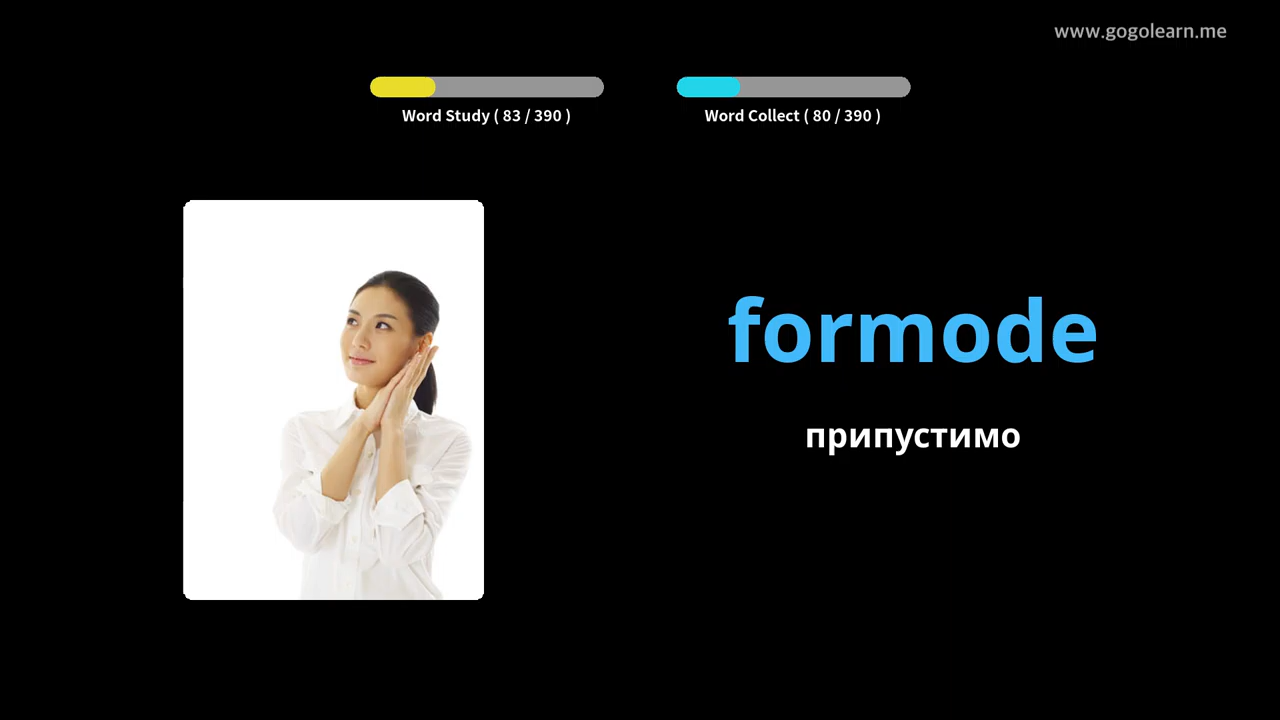 www.gogolearn.me
Word Study ( 83 / 390 )
Word Collect ( 80 / 390 )
formode
припустимо